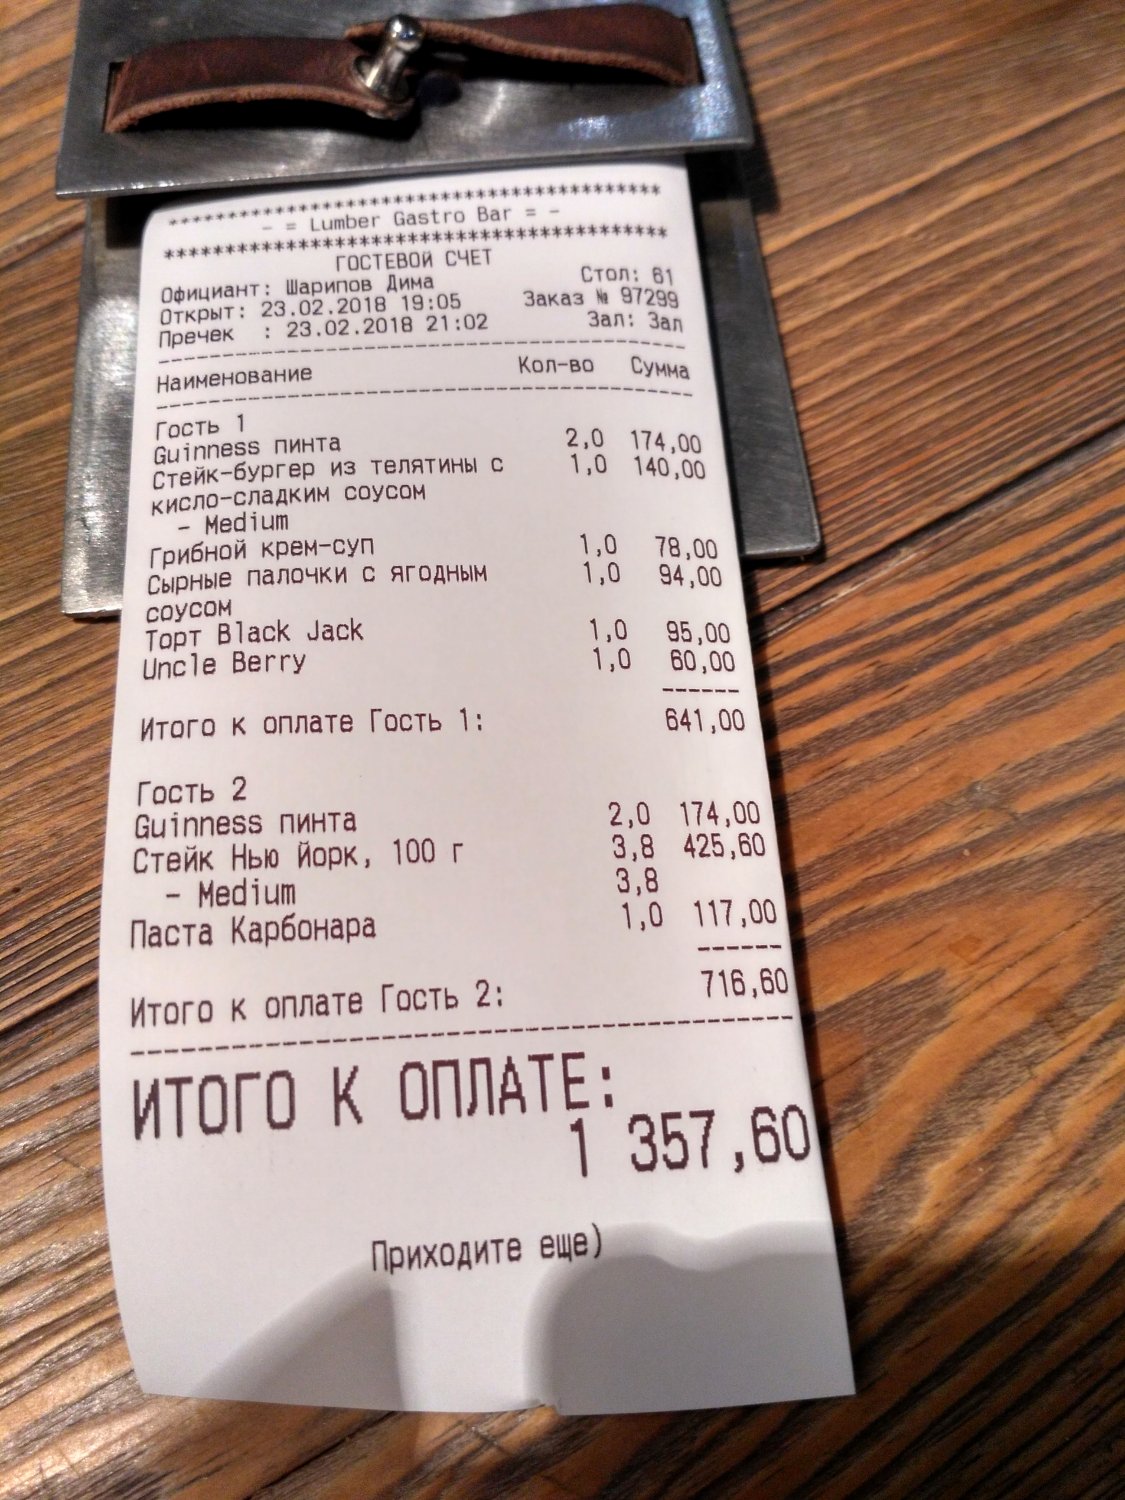 ****************************************
- = Lumber Gastro Bar = -
****************************************
ГОСТЕВОЙ СЧЕТ
Официант: Шарипов Дима Стол: 61
Открыт: 23.02.2018 19:05 Заказ № 97299
Пречек : 23.02.2018 21:02 Зал: Зал
Наименование Кол-во Сумма
Гость 1
Guinness пинта 2,0 174,00
Стейк-бургер из телятины с 1,0 140,00
кисло-сладким соусом
- Medium
Грибной крем-суп 1,0 78,00
Сырные палочки с ягодным 1,0 94,00
соусом
Торт Black Jack 1,0 95,00
Uncle Berry 1,0 60,00
Итого к оплате Гость 1: 641,00
Гость 2
Guinness пинта 2,0 174,00
Стейк Нью Йорк, 100 г 3,8 425,60
- Medium 3,8
Паста Карбонара 1,0 117,00
Итого к оплате Гость 2: 716,60
ИТОГО К ОПЛАТЕ:
1 357,60
Приходите еще)